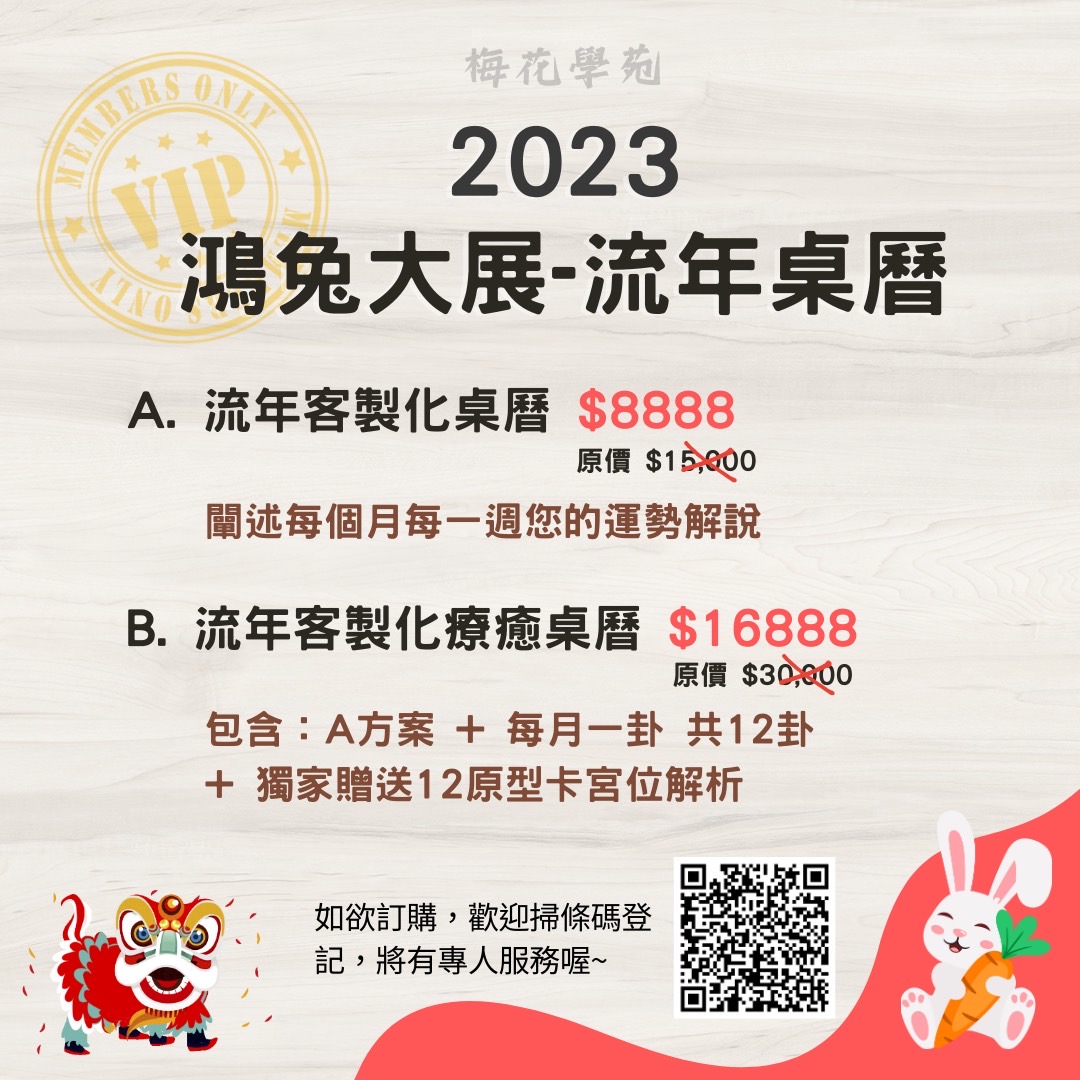 梅花學苑
MEMBERS ONLY
VIP
2023
鴻兔大展-流年桌曆
A. 流年客製化桌曆 $8888
原價 $15,000
闡述每個月每一週您的運勢解說
B. 流年客製化療癒桌曆 $16888
原價 $30,000
包含：A方案 + 每月一卦 共12卦
+ 獨家贈送12原型卡宮位解析
如欲訂購，歡迎掃條碼登
記，將有專人服務喔~